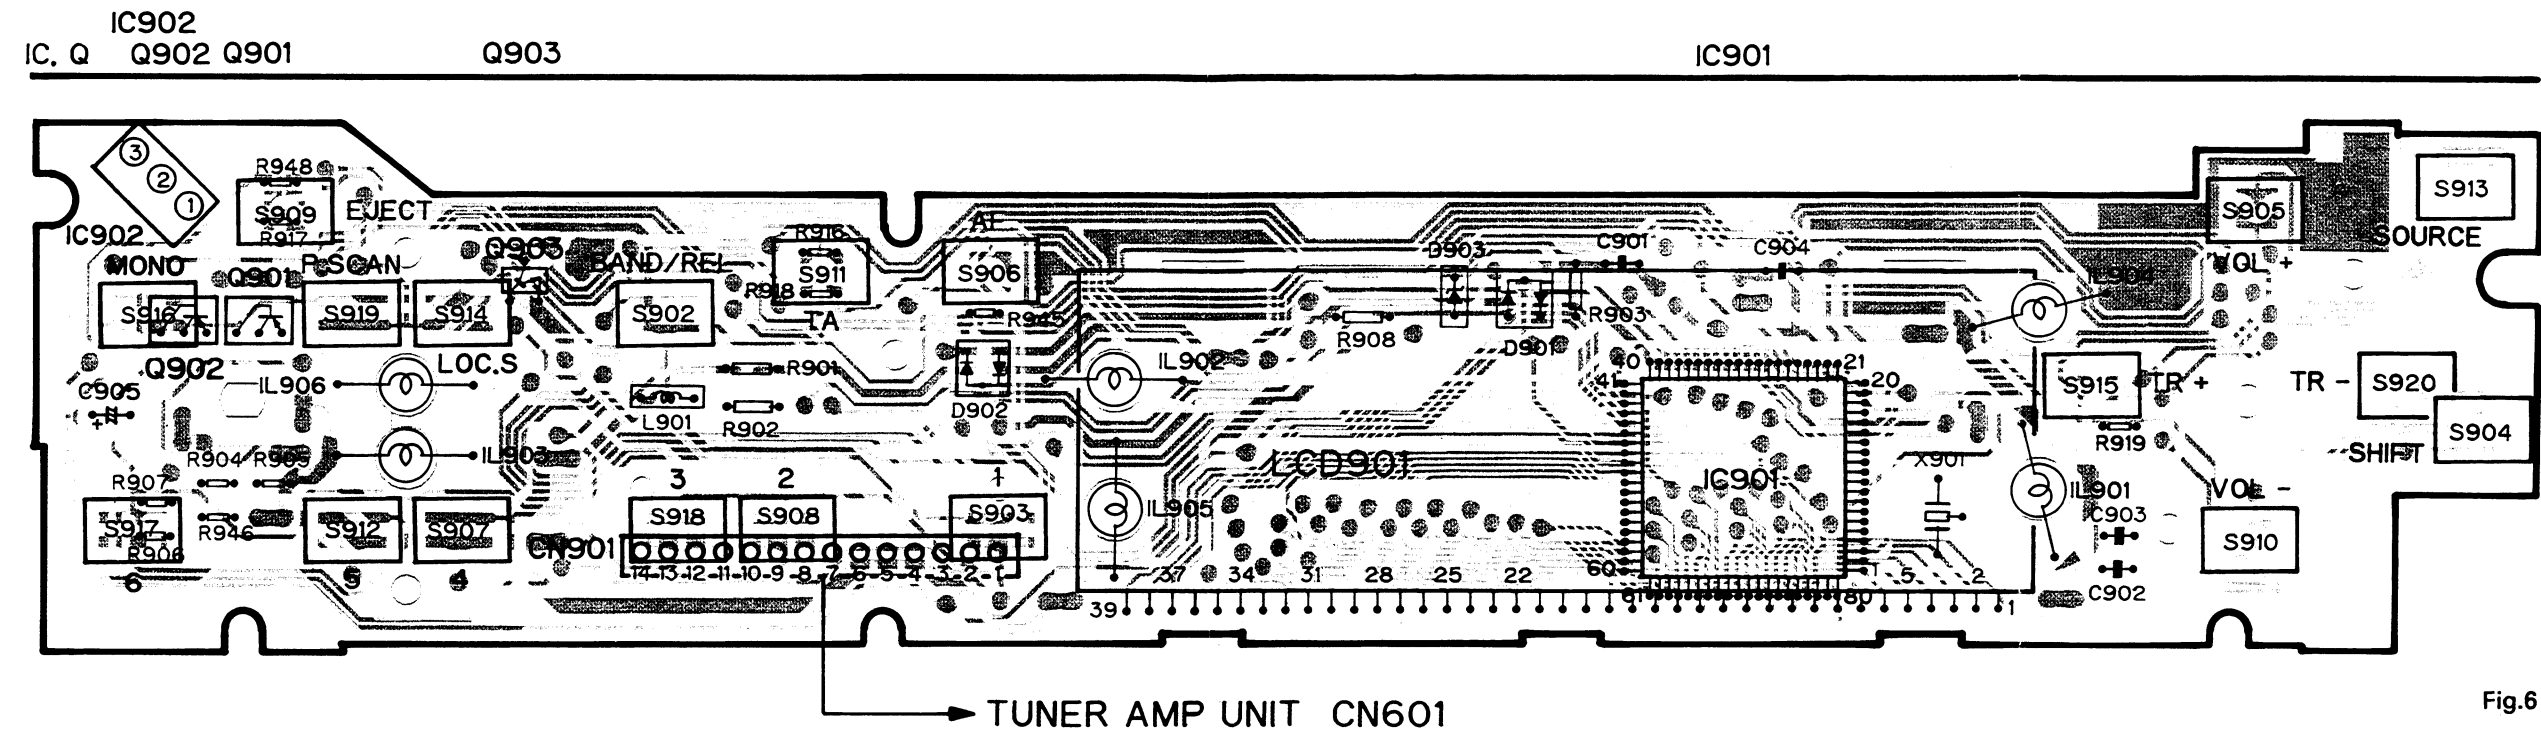 IC902
IC. Q Q902 Q901 Q903 IC901
3
2
1
R948
S909
R917
EJECT
IC902
MONO
Q901
P.SCAN
Q903
BAND/REL
R916
S911
R918
TA
S906
R945
D903
C901
C904
IL904
S905
VOL +
S913
SOURCE
S916
S919
S914
S902
R908
D901
R903
Q902
LOC.S
IL906
C905
+
R901
L901
R902
D902
IL902
40
21
41
20
S915
TR +
TR -
S920
R919
S904
SHIFT
R904
R905
IL903
LCD901
IC901
X901
IL901
R907
S917
R906
R946
S912
S907
3
2
1
S918
S908
S903
IL905
C903
VOL -
S910
CN901
14-13-12-11-10-9-8-7-6-5-4-3-2-1
6
5
4
37 34 31 28 25 22
60
1
5
2
39
61
80
1
C902
TUNER AMP UNIT CN601
Fig.6